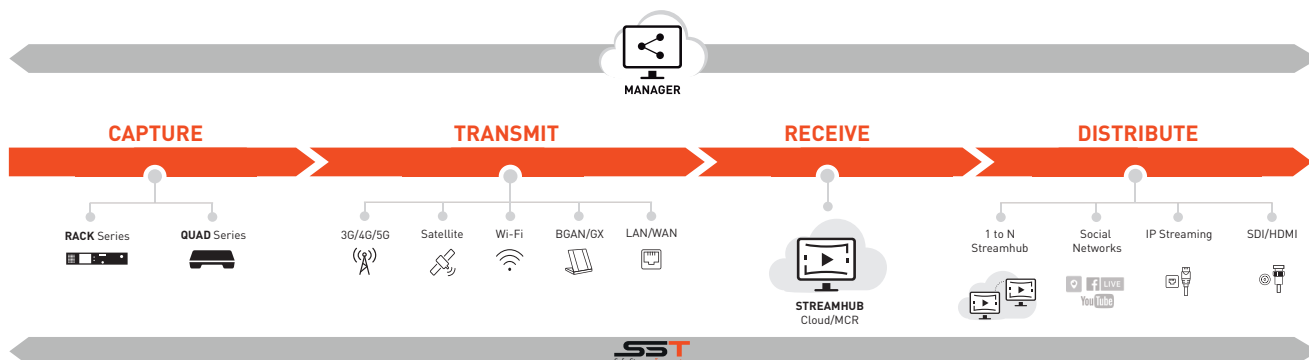 MANAGER
CAPTURE
TRANSMIT
RECEIVE
DISTRIBUTE
RACK Series
QUAD Series
3G/4G/5G
Satellite
Wi-Fi
BGAN/GX
LAN/WAN
STREAMHUB
Cloud/MCR
1 to N
Streamhub
Social
Networks
LIVE
YouTube
IP Streaming
SDI/HDMI
SST